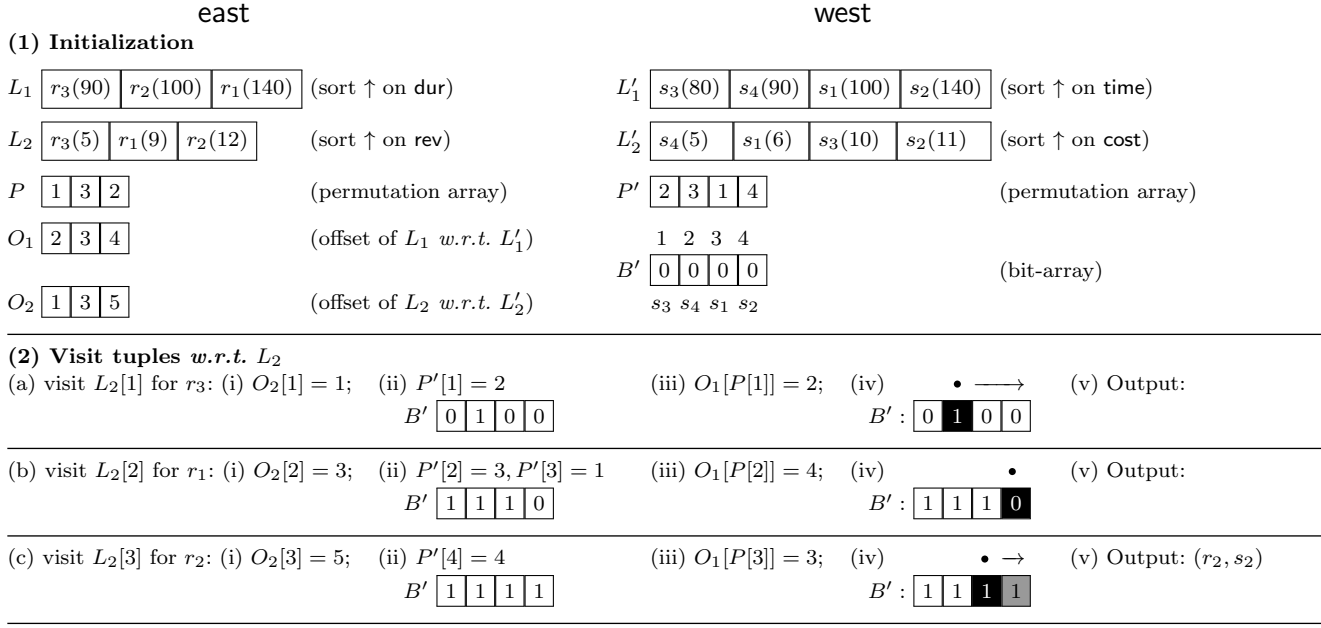 east west
(1) Initialization
L₁ r₃(90) r₂(100) r₁(140) (sort ↑ on dur) L′₁ s₃(80) s₄(90) s₁(100) s₂(140) (sort ↑ on time)
L₂ r₃(5) r₁(9) r₂(12) (sort ↑ on rev) L′₂ s₄(5) s₁(6) s₃(10) s₂(11) (sort ↑ on cost)
P 1 3 2 (permutation array) P′ 2 3 1 4 (permutation array)
O₁ 2 3 4 (offset of L₁ w.r.t. L′₁) 1 2 3 4
B′ 0 0 0 0 (bit-array)
O₂ 1 3 5 (offset of L₂ w.r.t. L′₂) s₃ s₄ s₁ s₂
(2) Visit tuples w.r.t. L₂
(a) visit L₂[1] for r₃: (i) O₂[1] = 1; (ii) P′[1] = 2 (iii) O₁[P[1]] = 2; (iv) • → (v) Output:
B′ 0 1 0 0 B′ : 0 1 0 0
(b) visit L₂[2] for r₁: (i) O₂[2] = 3; (ii) P′[2] = 3, P′[3] = 1 (iii) O₁[P[2]] = 4; (iv) • (v) Output:
B′ 1 1 1 0 B′ : 1 1 1 0
(c) visit L₂[3] for r₂: (i) O₂[3] = 5; (ii) P′[4] = 4 (iii) O₁[P[3]] = 3; (iv) • → (v) Output: (r₂, s₂)
B′ 1 1 1 1 B′ : 1 1 1 1